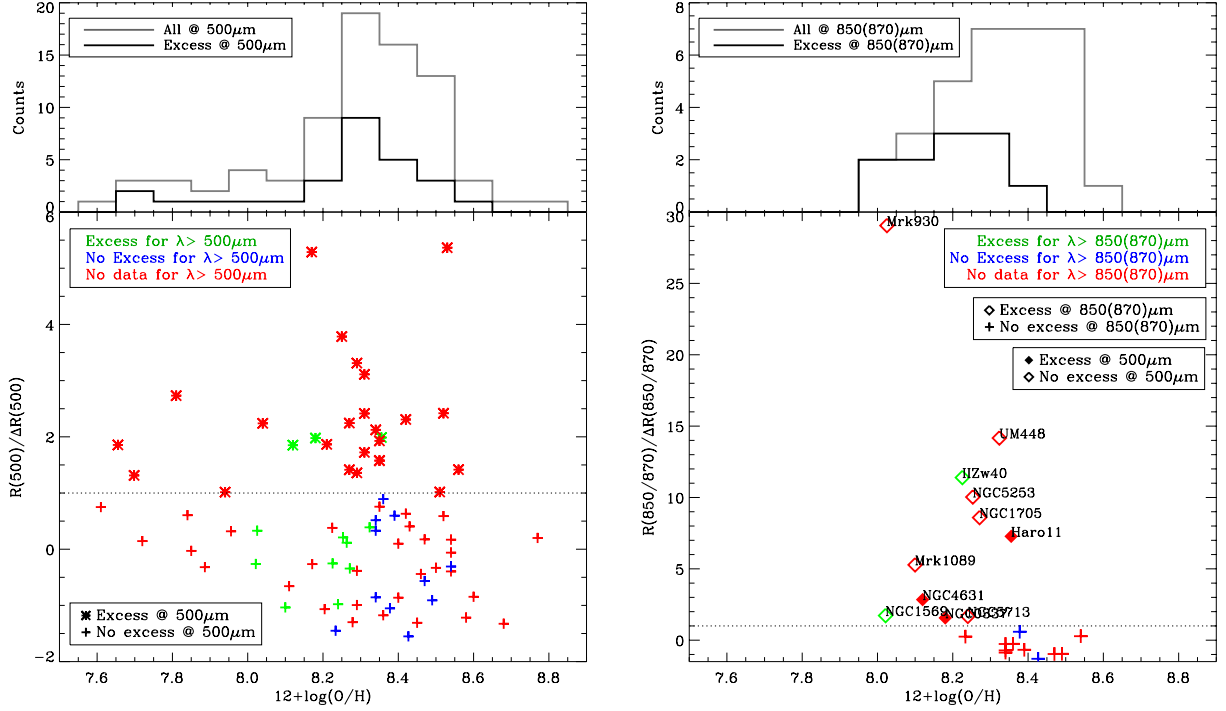 All @ 500μm
Excess @ 500μm
Counts
20
15
10
5
0
Excess for λ> 500μm
No Excess for λ> 500μm
No data for λ> 500μm
R(500)/ΔR(500)
6
4
2
0
-2
Excess @ 500μm
No excess @ 500μm
7.6 7.8 8.0 8.2 8.4 8.6 8.8
12+log(O/H)
All @ 850(870)μm
Excess @ 850(870)μm
Counts
8
6
4
2
0
Excess for λ> 850(870)μm
No Excess for λ> 850(870)μm
No data for λ> 850(870)μm
Excess @ 850(870)μm
No excess @ 850(870)μm
Excess @ 500μm
No excess @ 500μm
R(850/870)/ΔR(850/870)
30
25
20
15
10
5
0
Mrk930
UM448
IIZw40
NGC5253
NGC1705
Haro11
Mrk1089
NGC4631
NGC1569
7.6 7.8 8.0 8.2 8.4 8.6 8.8
12+log(O/H)